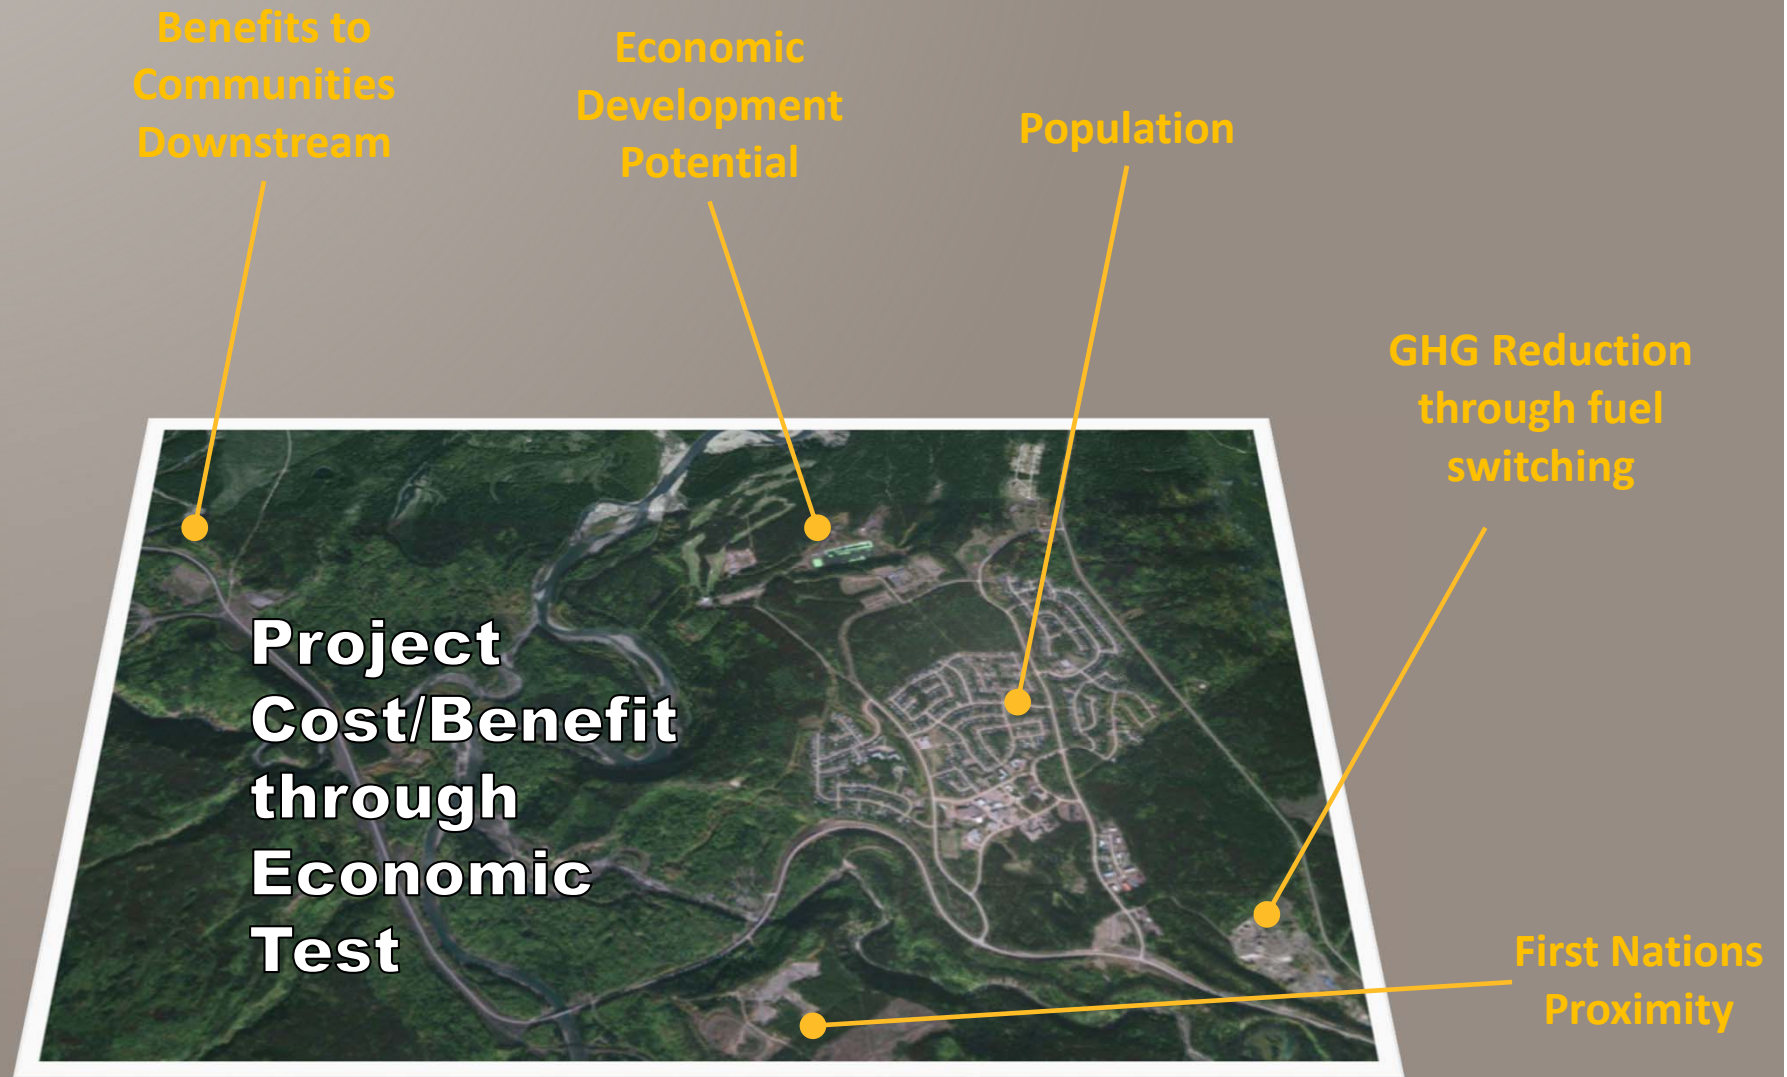 Benefits to
Communities
Downstream
Economic
Development
Potential
Population
GHG Reduction
through fuel
switching
Project
Cost/Benefit
through
Economic
Test
First Nations
Proximity